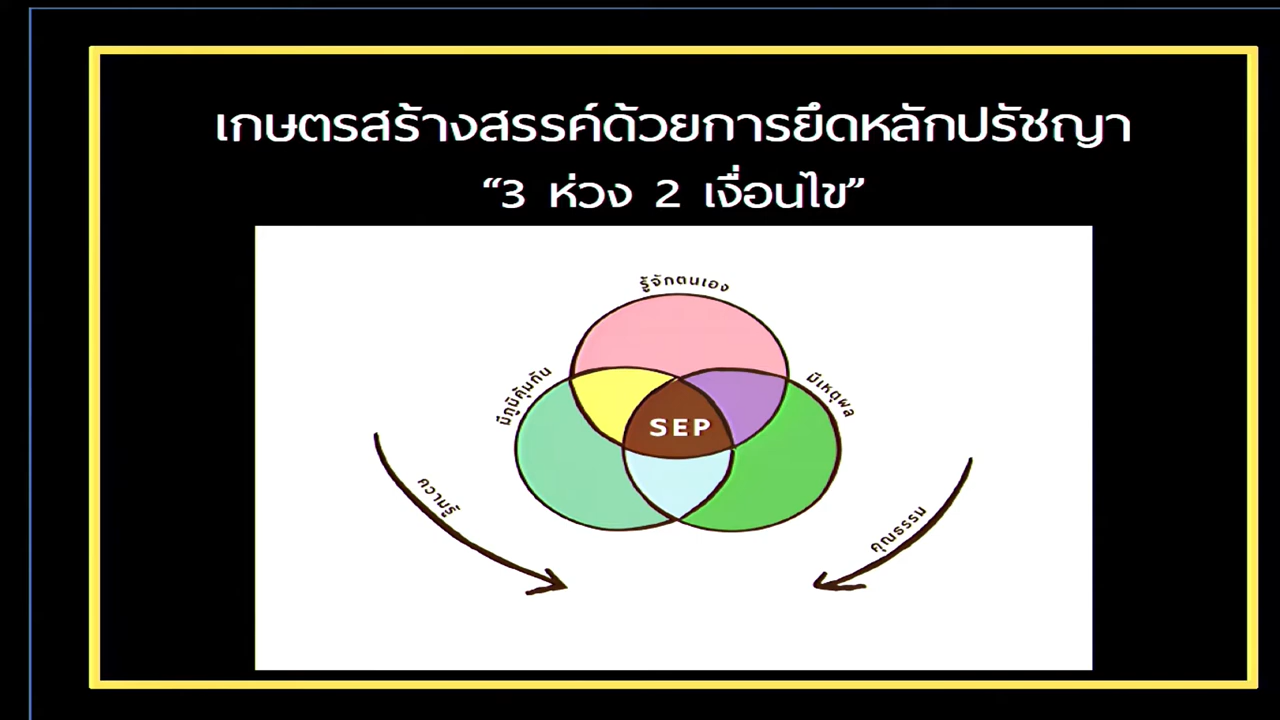 เกษตรสร้างสรรค์ด้วยการยึดหลักปรัชญา
“3 ห่วง 2 เงื่อนไข”
รู้จักตนเอง
มีภูมิคุ้มกัน
มีเหตุผล
SEP
ความรู้
คุณธรรม